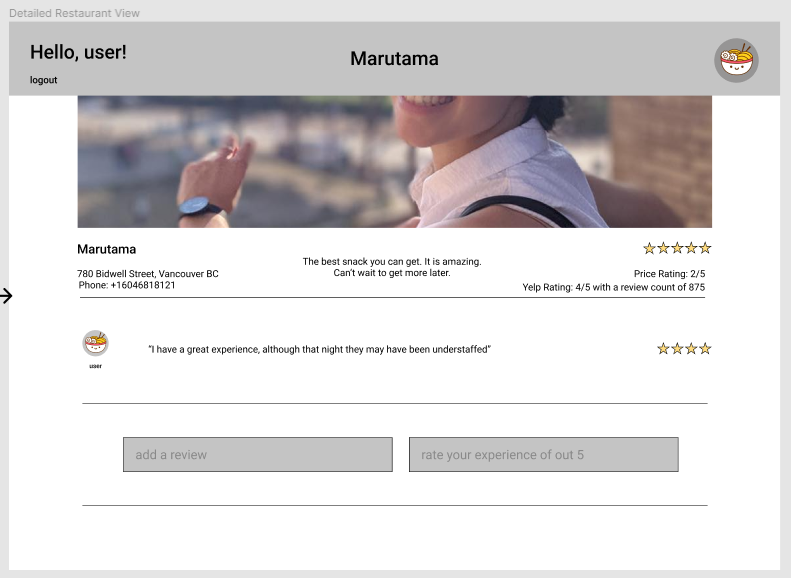 Detailed Restaurant View
Hello, user!
logout
Marutama
Marutama
780 Bidwell Street, Vancouver BC
Phone: +16046818121
The best snack you can get. It is amazing.
Can’t wait to get more later.
Price Rating: 2/5
Yelp Rating: 4/5 with a review count of 875
user
“I have a great experience, although that night they may have been understaffed”
add a review
rate your experience of out 5